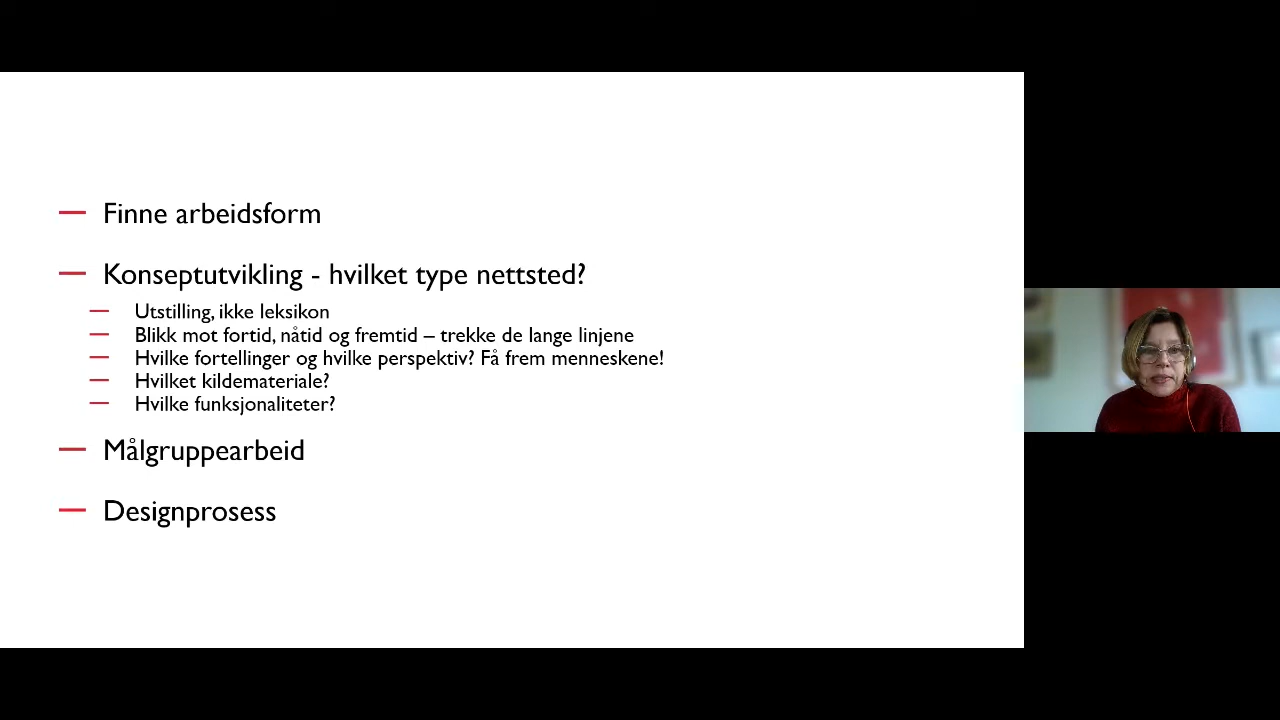 Finne arbeidsform
Konseptutvikling - hvilket type nettsted?
Utstilling, ikke leksikon
Blikk mot fortid, nåtid og fremtid – trekke de lange linjene
Hvilke fortellinger og hvilke perspektiv? Få frem menneskene!
Hvilket kildemateriale?
Hvilke funksjonaliteter?
Målgruppearbeid
Designprosess